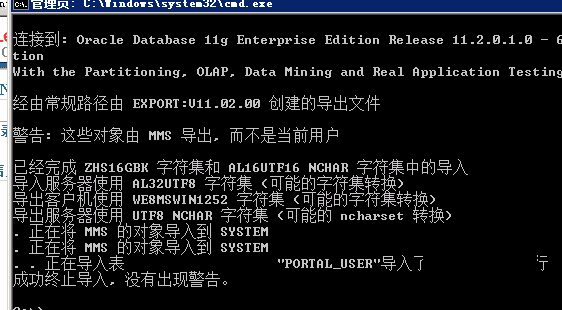 管理员: C:\Windows\system32\cmd.exe
连接到: Oracle Database 11g Enterprise Edition Release 11.2.0.1.0 - 6
tion
With the Partitioning, OLAP, Data Mining and Real Application Testing
经由常规路径由 EXPORT:V11.02.00 创建的导出文件
警告: 这些对象由 MMS 导出, 而不是当前用户
已经完成 ZHS16GBK 字符集和 AL16UTF16 NCHAR 字符集中的导入
导入服务器使用 AL32UTF8 字符集 (可能的字符集转换)
导出客户机使用 WE8MSWIN1252 字符集 (可能的字符集转换)
导出服务器使用 UTF8 NCHAR 字符集 (可能的 ncharset 转换)
. 正在将 MMS 的对象导入到 SYSTEM
. 正在将 MMS 的对象导入到 SYSTEM
. . 正在导入表 "PORTAL_USER"导入了 行
成功终止导入, 没有出现警告。